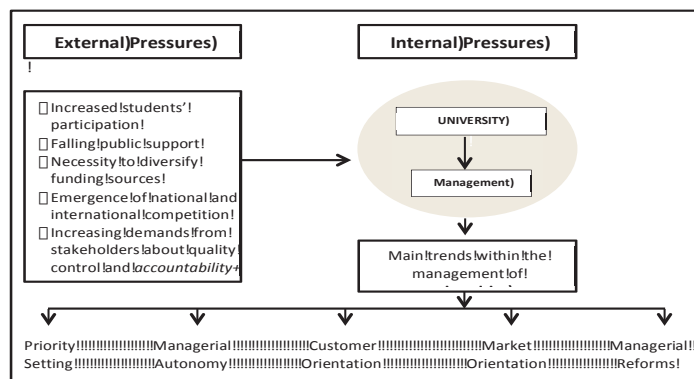 External)Pressures)
!
□ Increased!students’!
participation!
□ Falling!public!support!
□ Necessity!to!diversify!
funding!sources!
□ Emergence!of!national!and
international!competition!
□ Increasing!demands!from!
stakeholders!about!quality!
control!and!accountability+
Internal)Pressures)
UNIVERSITY)
Management)
Main!trends!within!the!
management!of!
Priority!!!!!!!!!!!!!!!!!!!!!Managerial!!!!!!!!!!!!!!!!!!!!!Customer!!!!!!!!!!!!!!!!!!!!!!!!!!!!Market!!!!!!!!!!!!!!!!!!!!!Managerial!!
Setting!!!!!!!!!!!!!!!!!!!!!!Autonomy!!!!!!!!!!!!!!!!!!!!Orientation!!!!!!!!!!!!!!!!!!!!!!!Orientation!!!!!!!!!!!!!!!!!!!Reforms!